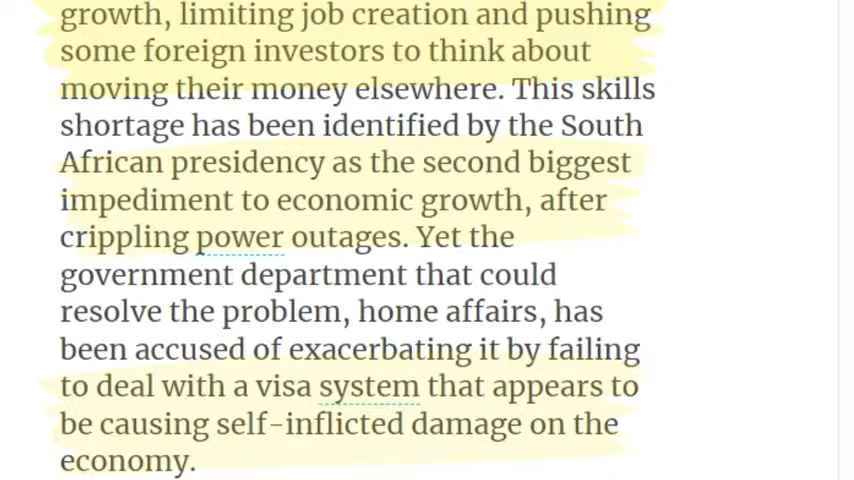 growth, limiting job creation and pushing
some foreign investors to think about
moving their money elsewhere. This skills
shortage has been identified by the South
African presidency as the second biggest
impediment to economic growth, after
crippling power outages. Yet the
government department that could
resolve the problem, home affairs, has
been accused of exacerbating it by failing
to deal with a visa system that appears to
be causing self-inflicted damage on the
economy.